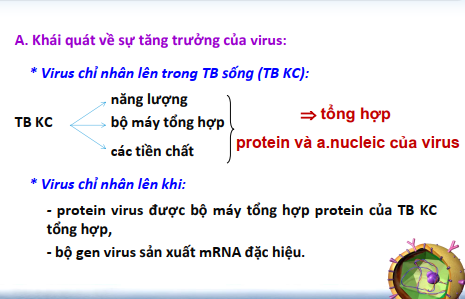 A. Khái quát về sự tăng trưởng của virus:
* Virus chỉ nhân lên trong TB sống (TB KC):
năng lượng
TB KC
bộ máy tổng hợp
các tiền chất
⇒ tổng hợp
protein và a.nucleic của virus
* Virus chỉ nhân lên khi:
- protein virus được bộ máy tổng hợp protein của TB KC
tổng hợp,
- bộ gen virus sản xuất mRNA đặc hiệu.